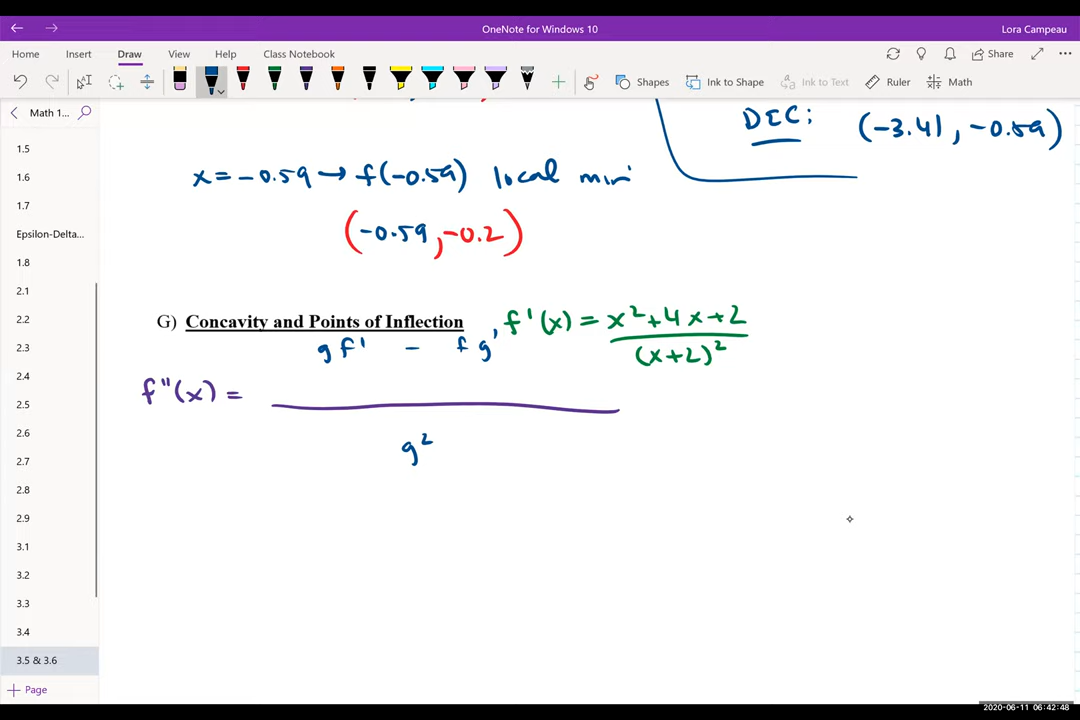 OneNote for Windows 10
Lora Campeau
Home Insert Draw View Help Class Notebook
Share
Shapes Ink to Shape Ink to Text Ruler Math
Math 1...
1.5
1.6
1.7
Epsilon-Delta...
1.8
2.1
2.2
2.3
2.4
2.5
2.6
2.7
2.8
2.9
3.1
3.2
3.3
3.4
3.5 & 3.6
Page
DEC: (-3.41, -0.59)
x = -0.59 → f(-0.59) local min
(-0.59, -0.2)
G) Concavity and Points of Inflection f'(x) = x²+4x+2
(x+2)²
g f' - f g'
f"(x) =
g²
2020-06-11 06:42:48